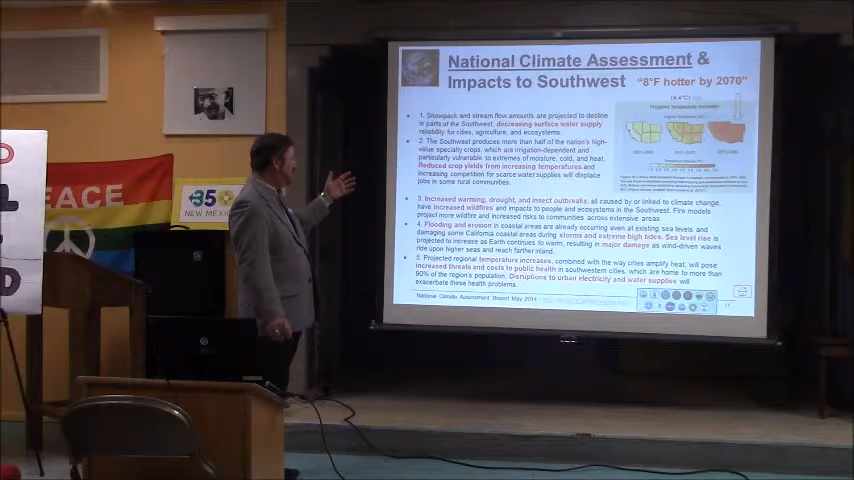 National Climate Assessment &
Impacts to Southwest "8°F hotter by 2070"
(4.4°C)
Projected Temperature Increases
1. Snowpack and stream flow amounts are projected to decline
in parts of the Southwest, decreasing surface water supply
reliability for cities, agriculture, and ecosystems.
2. The Southwest produces more than half of the nation's high-
value specialty crops, which are irrigation-dependent and
particularly vulnerable to extremes of moisture, cold, and heat.
Reduced crop yields from increasing temperatures and
increasing competition for scarce water supplies will displace
jobs in some rural communities.
3. Increased warming, drought, and insect outbreaks, all caused by or linked to climate change,
have increased wildfires and impacts to people and ecosystems in the Southwest. Fire models
project more wildfire and increased risks to communities across extensive areas.
4. Flooding and erosion in coastal areas are already occurring even at existing sea levels and
damaging some California coastal areas during storms and extreme high tides. Sea level rise is
projected to increase as Earth continues to warm, resulting in major damage as wind-driven waves
ride upon higher seas and reach farther inland.
5. Projected regional temperature increases, combined with the way cities amplify heat, will pose
increased threats and costs to public health in southwestern cities, which are home to more than
90% of the region's population. Disruptions to urban electricity and water supplies will
exacerbate these health problems.
National Climate Assessment Report May 2014
EACE
350
NEW MEXICO